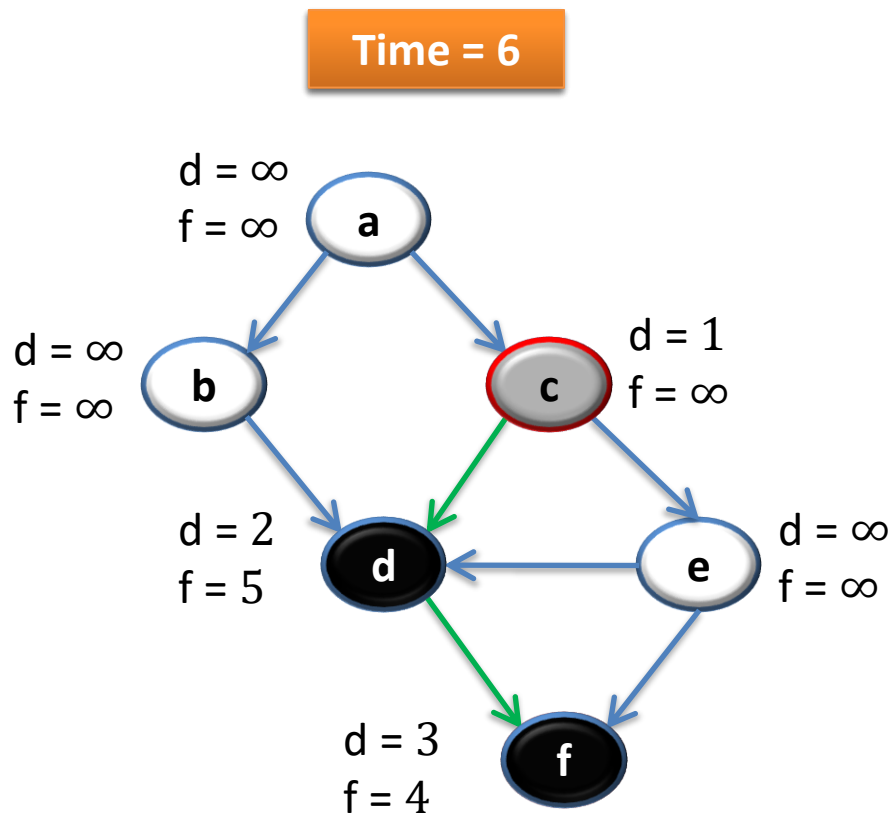 Time = 6
d = ∞
f = ∞
a
d = ∞
f = ∞
b
c
d = 1
f = ∞
d = 2
f = 5
d
e
d = ∞
f = ∞
d = 3
f = 4
f